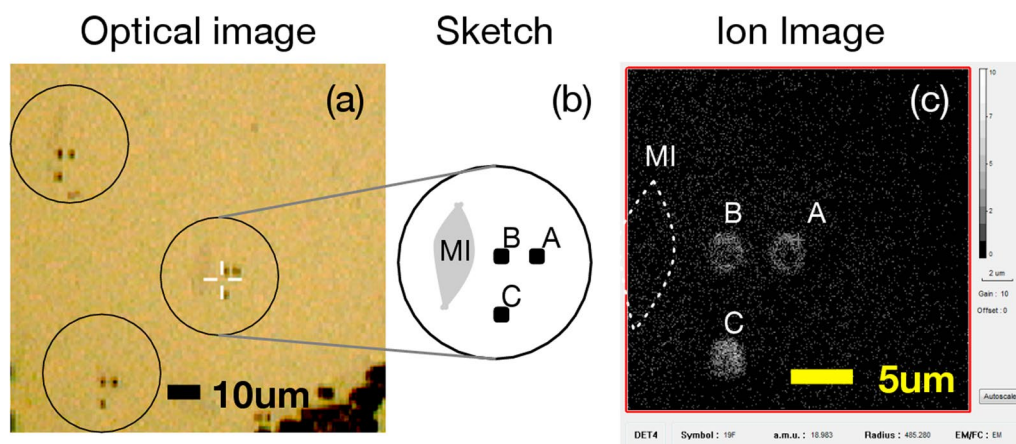 Optical image
Sketch
Ion Image
(a)
(b)
(c)
10
7
5
2
0
MI
B
A
MI
B
A
C
C
2 um
Gain : 10
Offset : 0
10um
5um
Autoscale
DET4 Symbol : 19F a.m.u. : 18.983 Radius : 485.280 EM/FC : EM